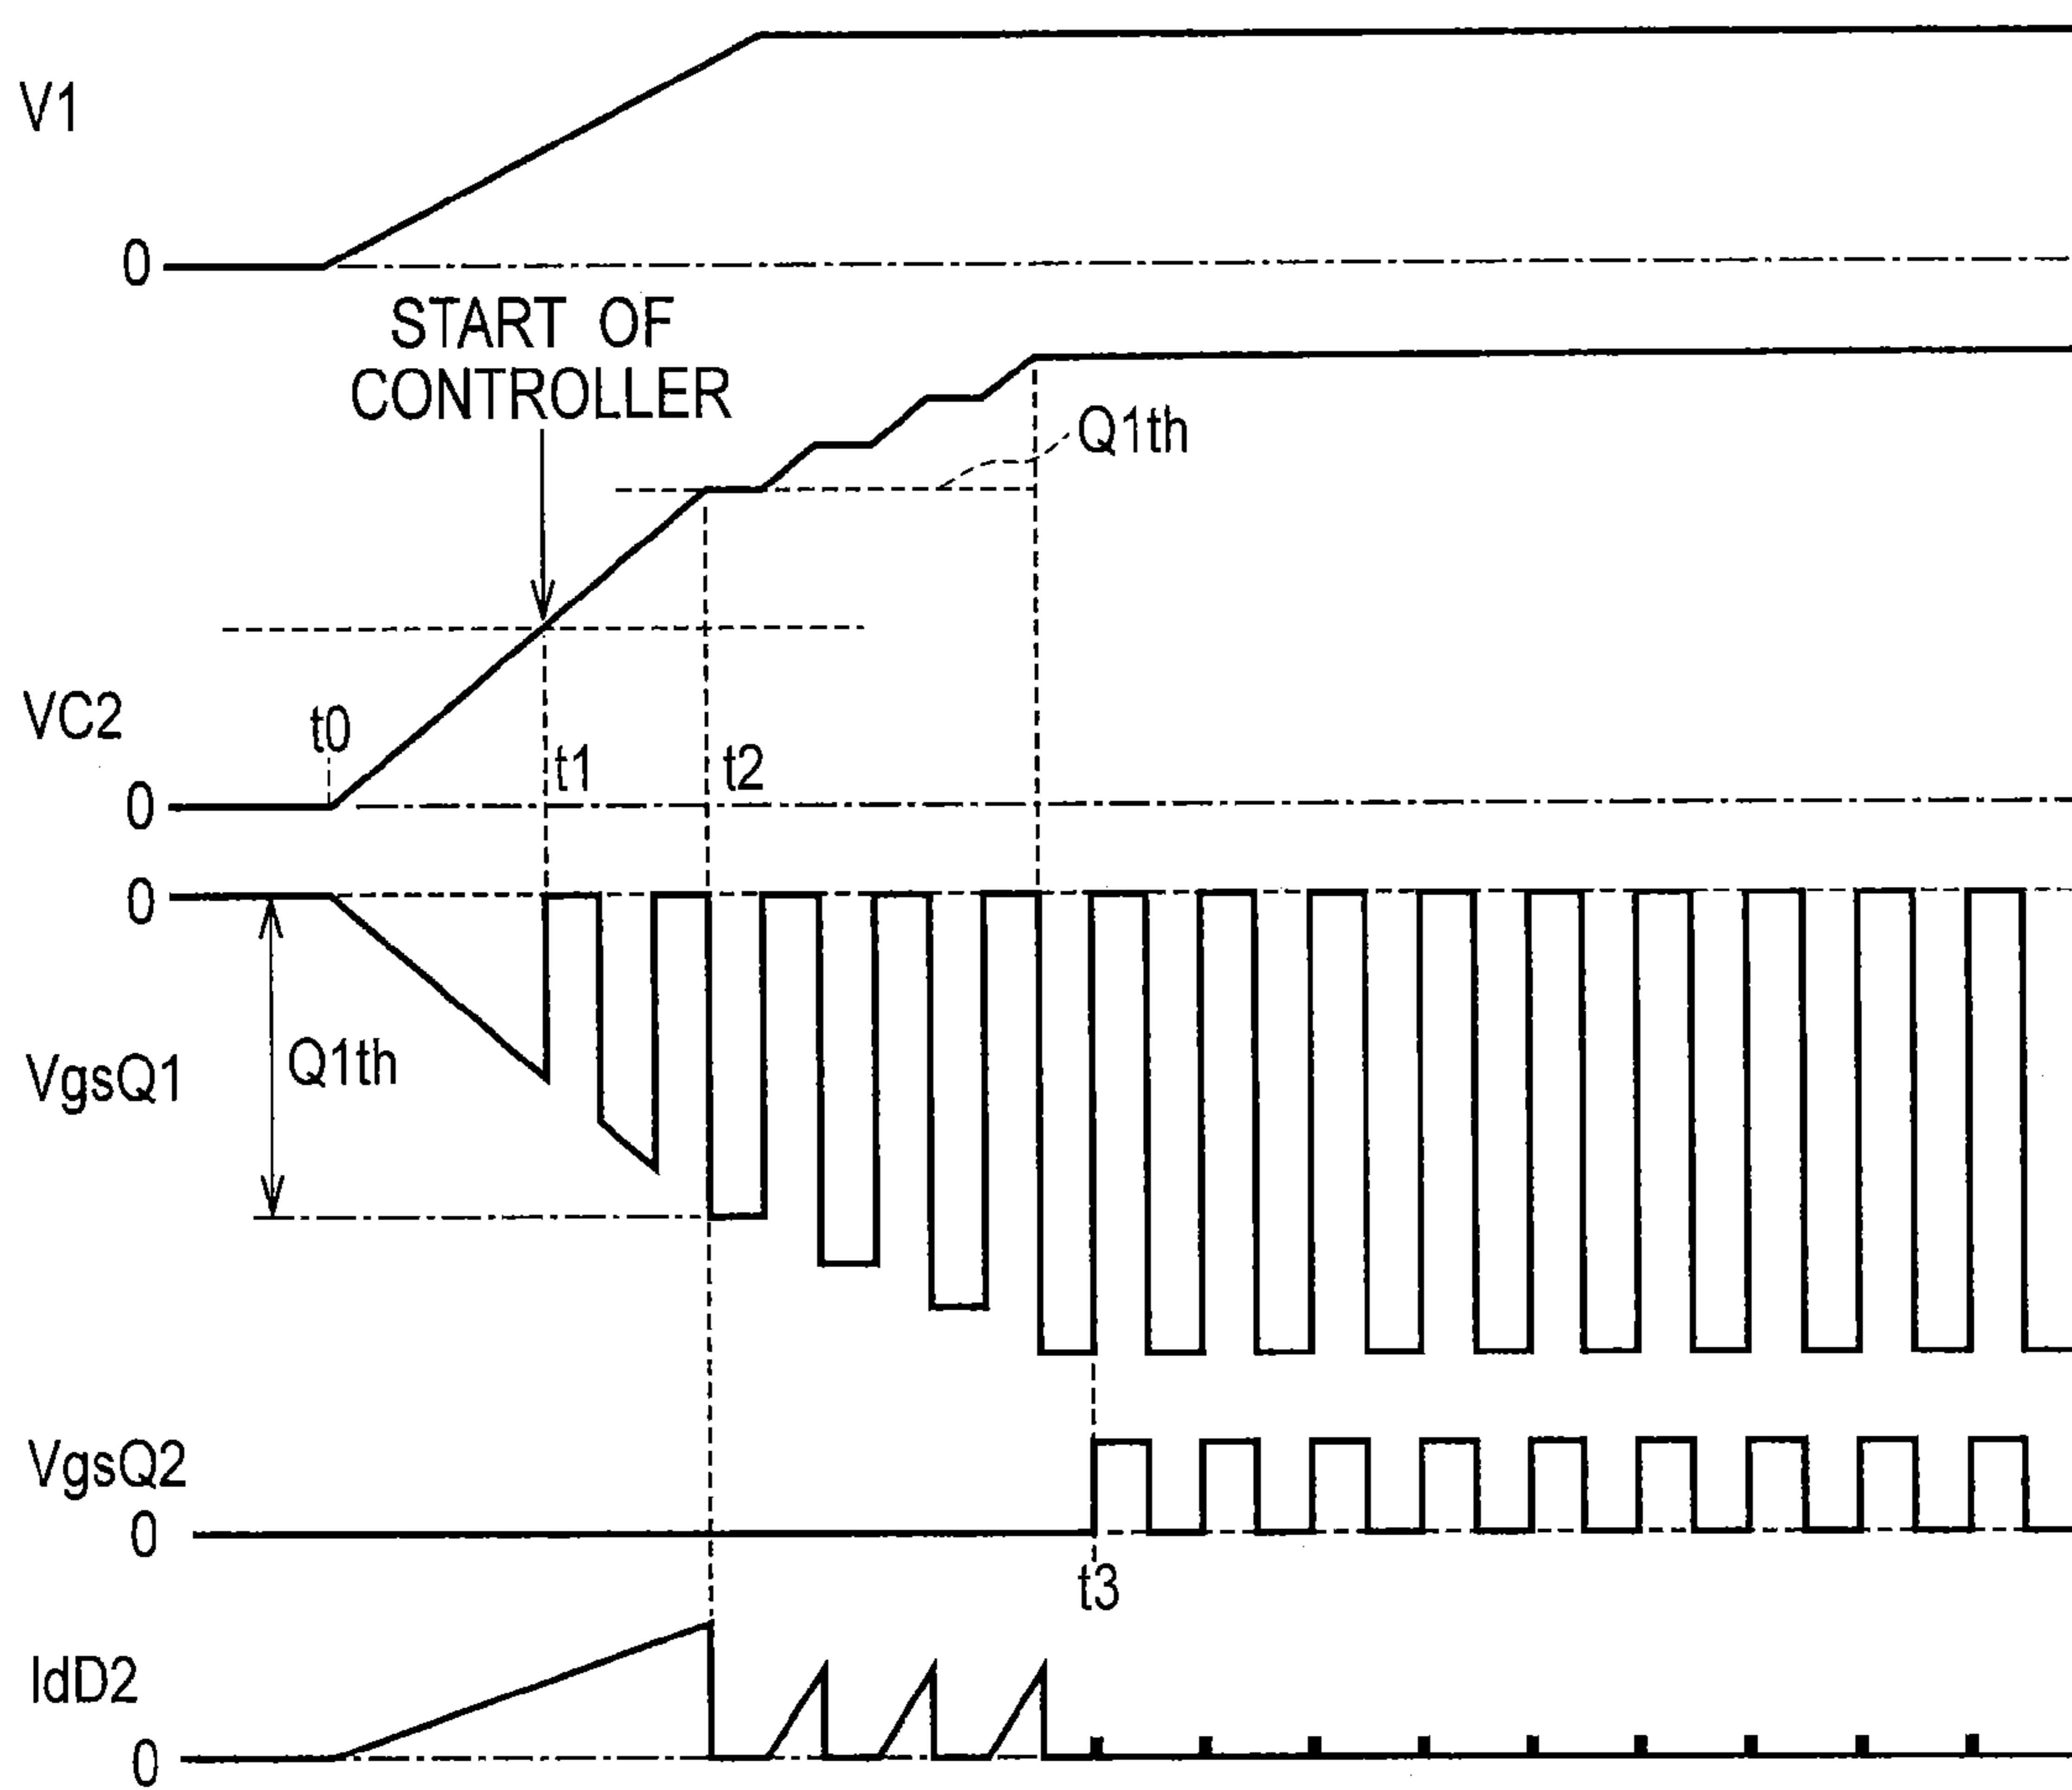 V1
0
START OF
CONTROLLER
Q1th
VC2
t0
t1
t2
0
0
Q1th
VgsQ1
VgsQ2
0
t3
IdD2
0